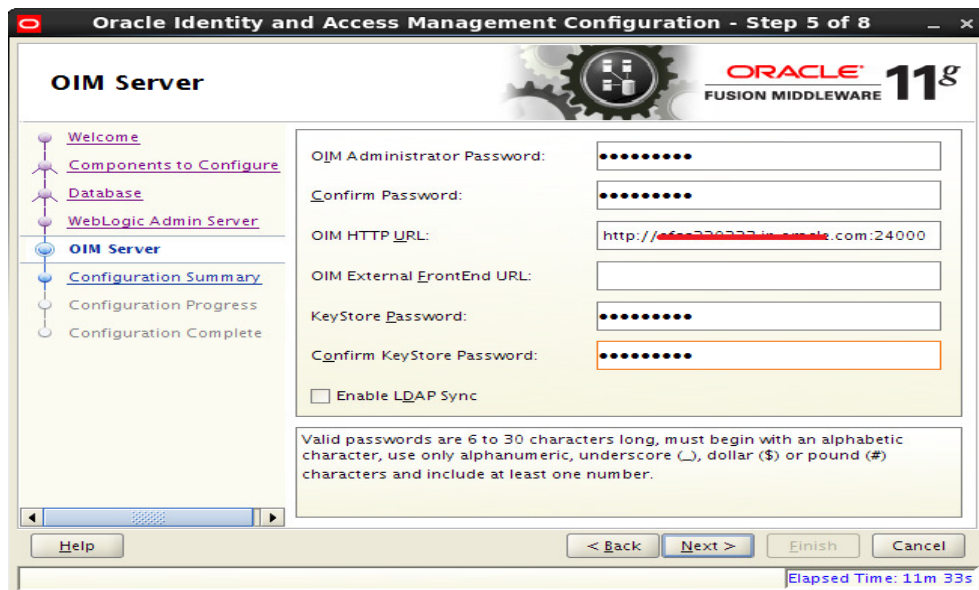 Oracle Identity and Access Management Configuration - Step 5 of 8
OIM Server
ORACLE
FUSION MIDDLEWARE 11g
Welcome
Components to Configure
Database
WebLogic Admin Server
OIM Server
Configuration Summary
Configuration Progress
Configuration Complete
OIM Administrator Password: •••••••••
Confirm Password: •••••••••
OIM HTTP URL: http:// .com:24000
OIM External FrontEnd URL:
KeyStore Password: •••••••••
Confirm KeyStore Password: •••••••••
Enable LDAP Sync
Valid passwords are 6 to 30 characters long, must begin with an alphabetic
character, use only alphanumeric, underscore (_), dollar ($) or pound (#)
characters and include at least one number.
Help < Back Next > Finish Cancel
Elapsed Time: 11m 33s